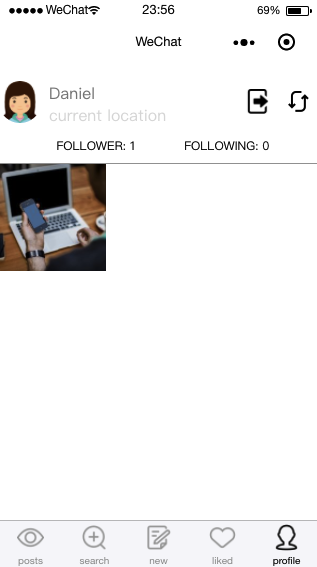 WeChat 23:56 69%
WeChat
Daniel
current location
FOLLOWER: 1 FOLLOWING: 0
posts search new liked profile